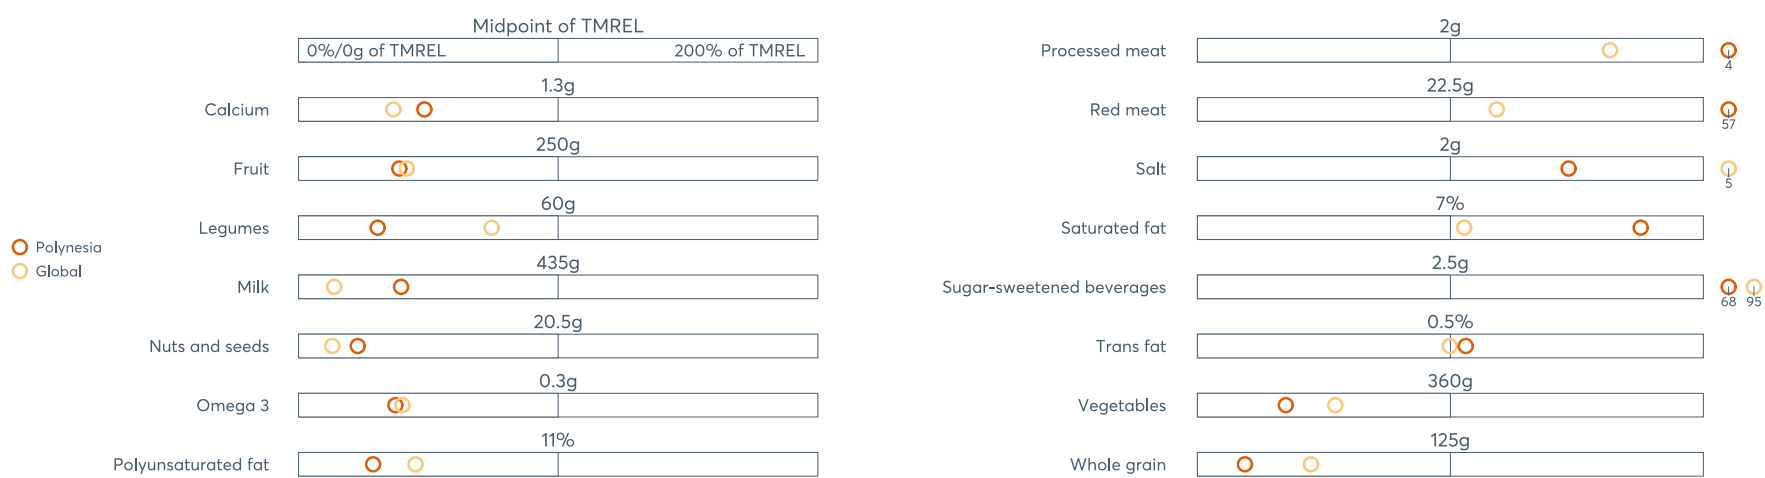 Midpoint of TMREL
0%/0g of TMREL 200% of TMREL
1.3g
Calcium
250g
Fruit
60g
Legumes
435g
Milk
20.5g
Nuts and seeds
0.3g
Omega 3
11%
Polyunsaturated fat
Polynesia
Global
2g
Processed meat
4
22.5g
Red meat
57
2g
Salt
5
7%
Saturated fat
2.5g
Sugar-sweetened beverages
68 95
0.5%
Trans fat
360g
Vegetables
125g
Whole grain